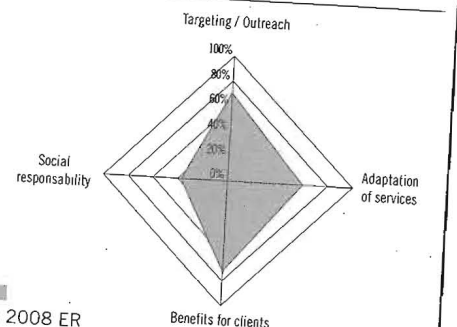 Targeting / Outreach
100%
80%
60%
40%
20%
0%
Social
responsability
Adaptation
of services
Benefits for clients
2008 ER